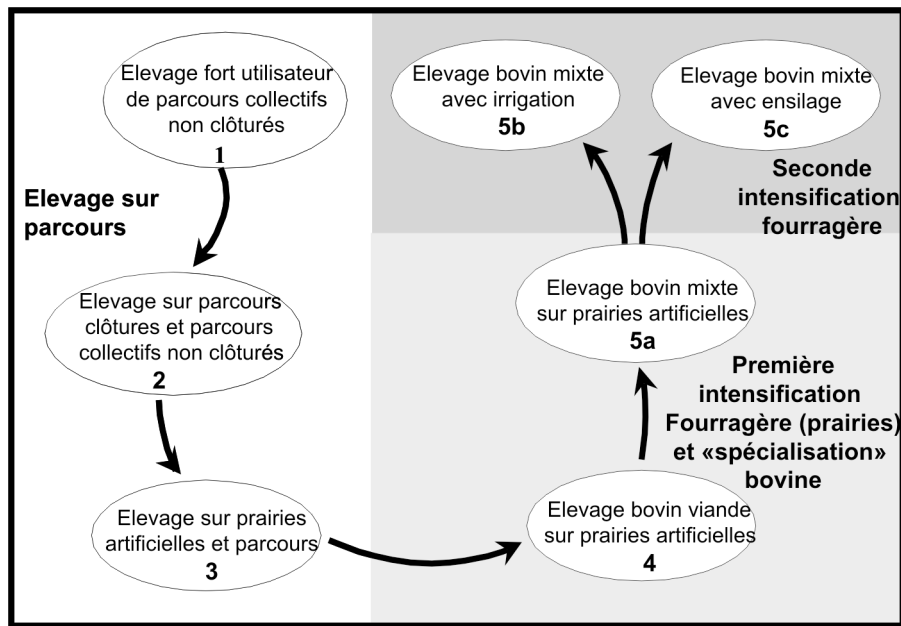 Elevage fort utilisateur
de parcours collectifs
non clôturés
1
Elevage sur
parcours
Elevage sur parcours
clôtures et parcours
collectifs non clôturés
2
Elevage sur prairies
artificielles et parcours
3
Elevage bovin viande
sur prairies artificielles
4
Première
intensification
Fourragère (prairies)
et «spécialisation»
bovine
Elevage bovin mixte
sur prairies artificielles
5a
Elevage bovin mixte
avec irrigation
5b
Elevage bovin mixte
avec ensilage
5c
Seconde
intensification
fourragère